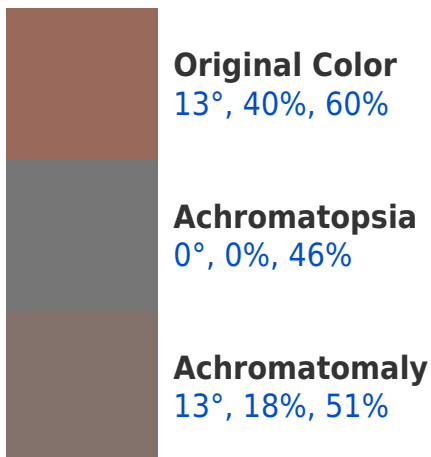 Original Color
13°, 40%, 60%
Achromatopsia
0°, 0%, 46%
Achromatomaly
13°, 18%, 51%